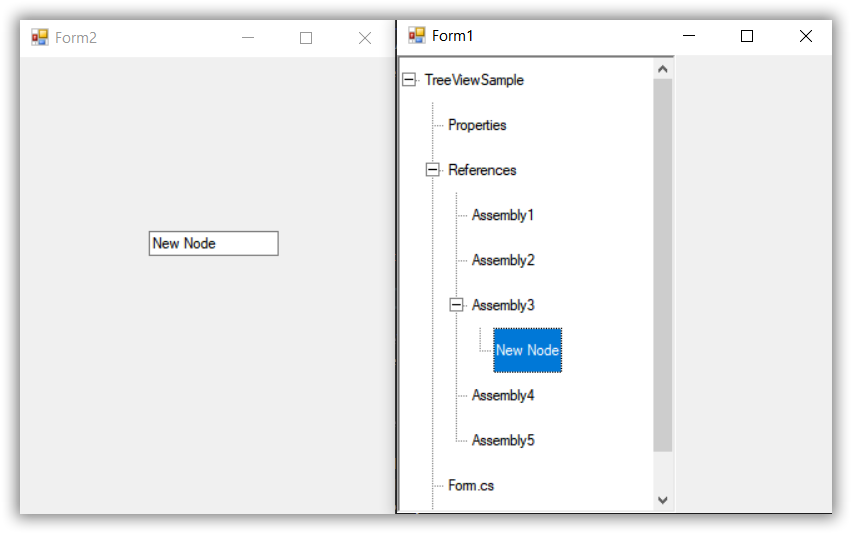 Form2
New Node
Form1
TreeViewSample
Properties
References
Assembly1
Assembly2
Assembly3
New Node
Assembly4
Assembly5
Form.cs